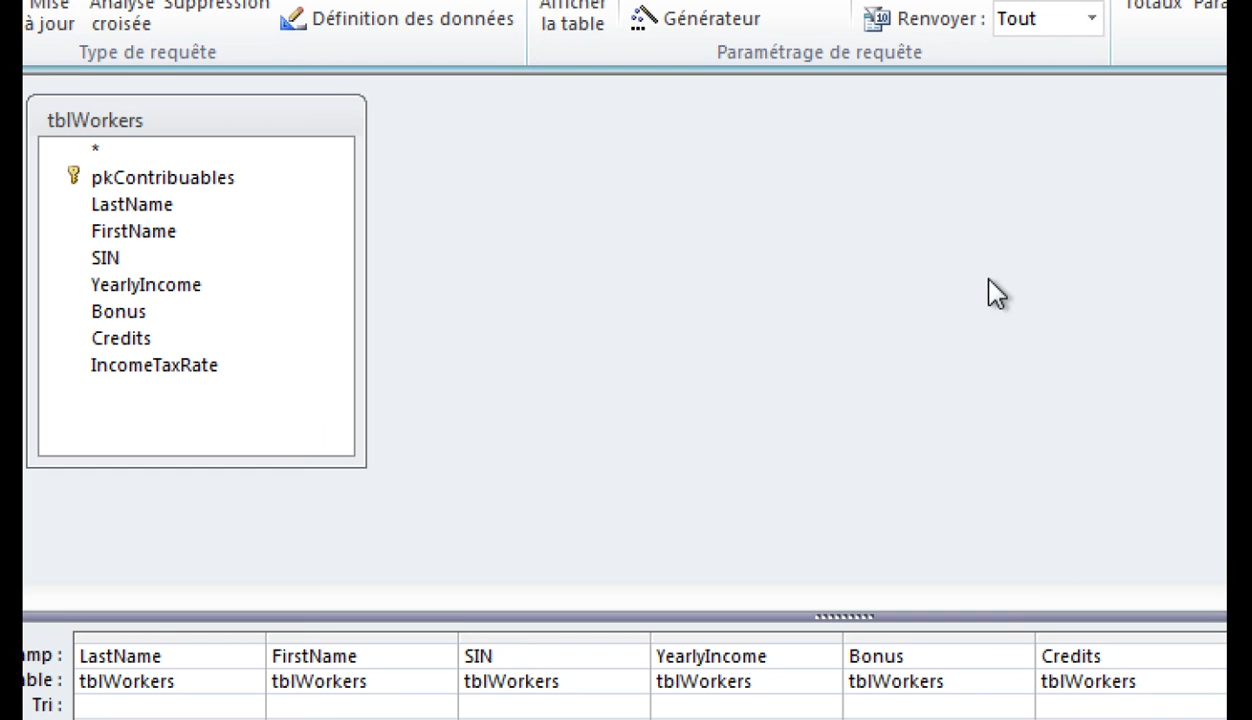 Mise
à jour
Analyse
croisée
Suppression
Définition des données
Afficher
la table
Générateur
Renvoyer :
Tout
Totaux
Type de requête
Paramétrage de requête
tblWorkers
*
pkContribuables
LastName
FirstName
SIN
YearlyIncome
Bonus
Credits
IncomeTaxRate
LastName FirstName SIN YearlyIncome Bonus Credits
tblWorkers tblWorkers tblWorkers tblWorkers tblWorkers tblWorkers
Tri :